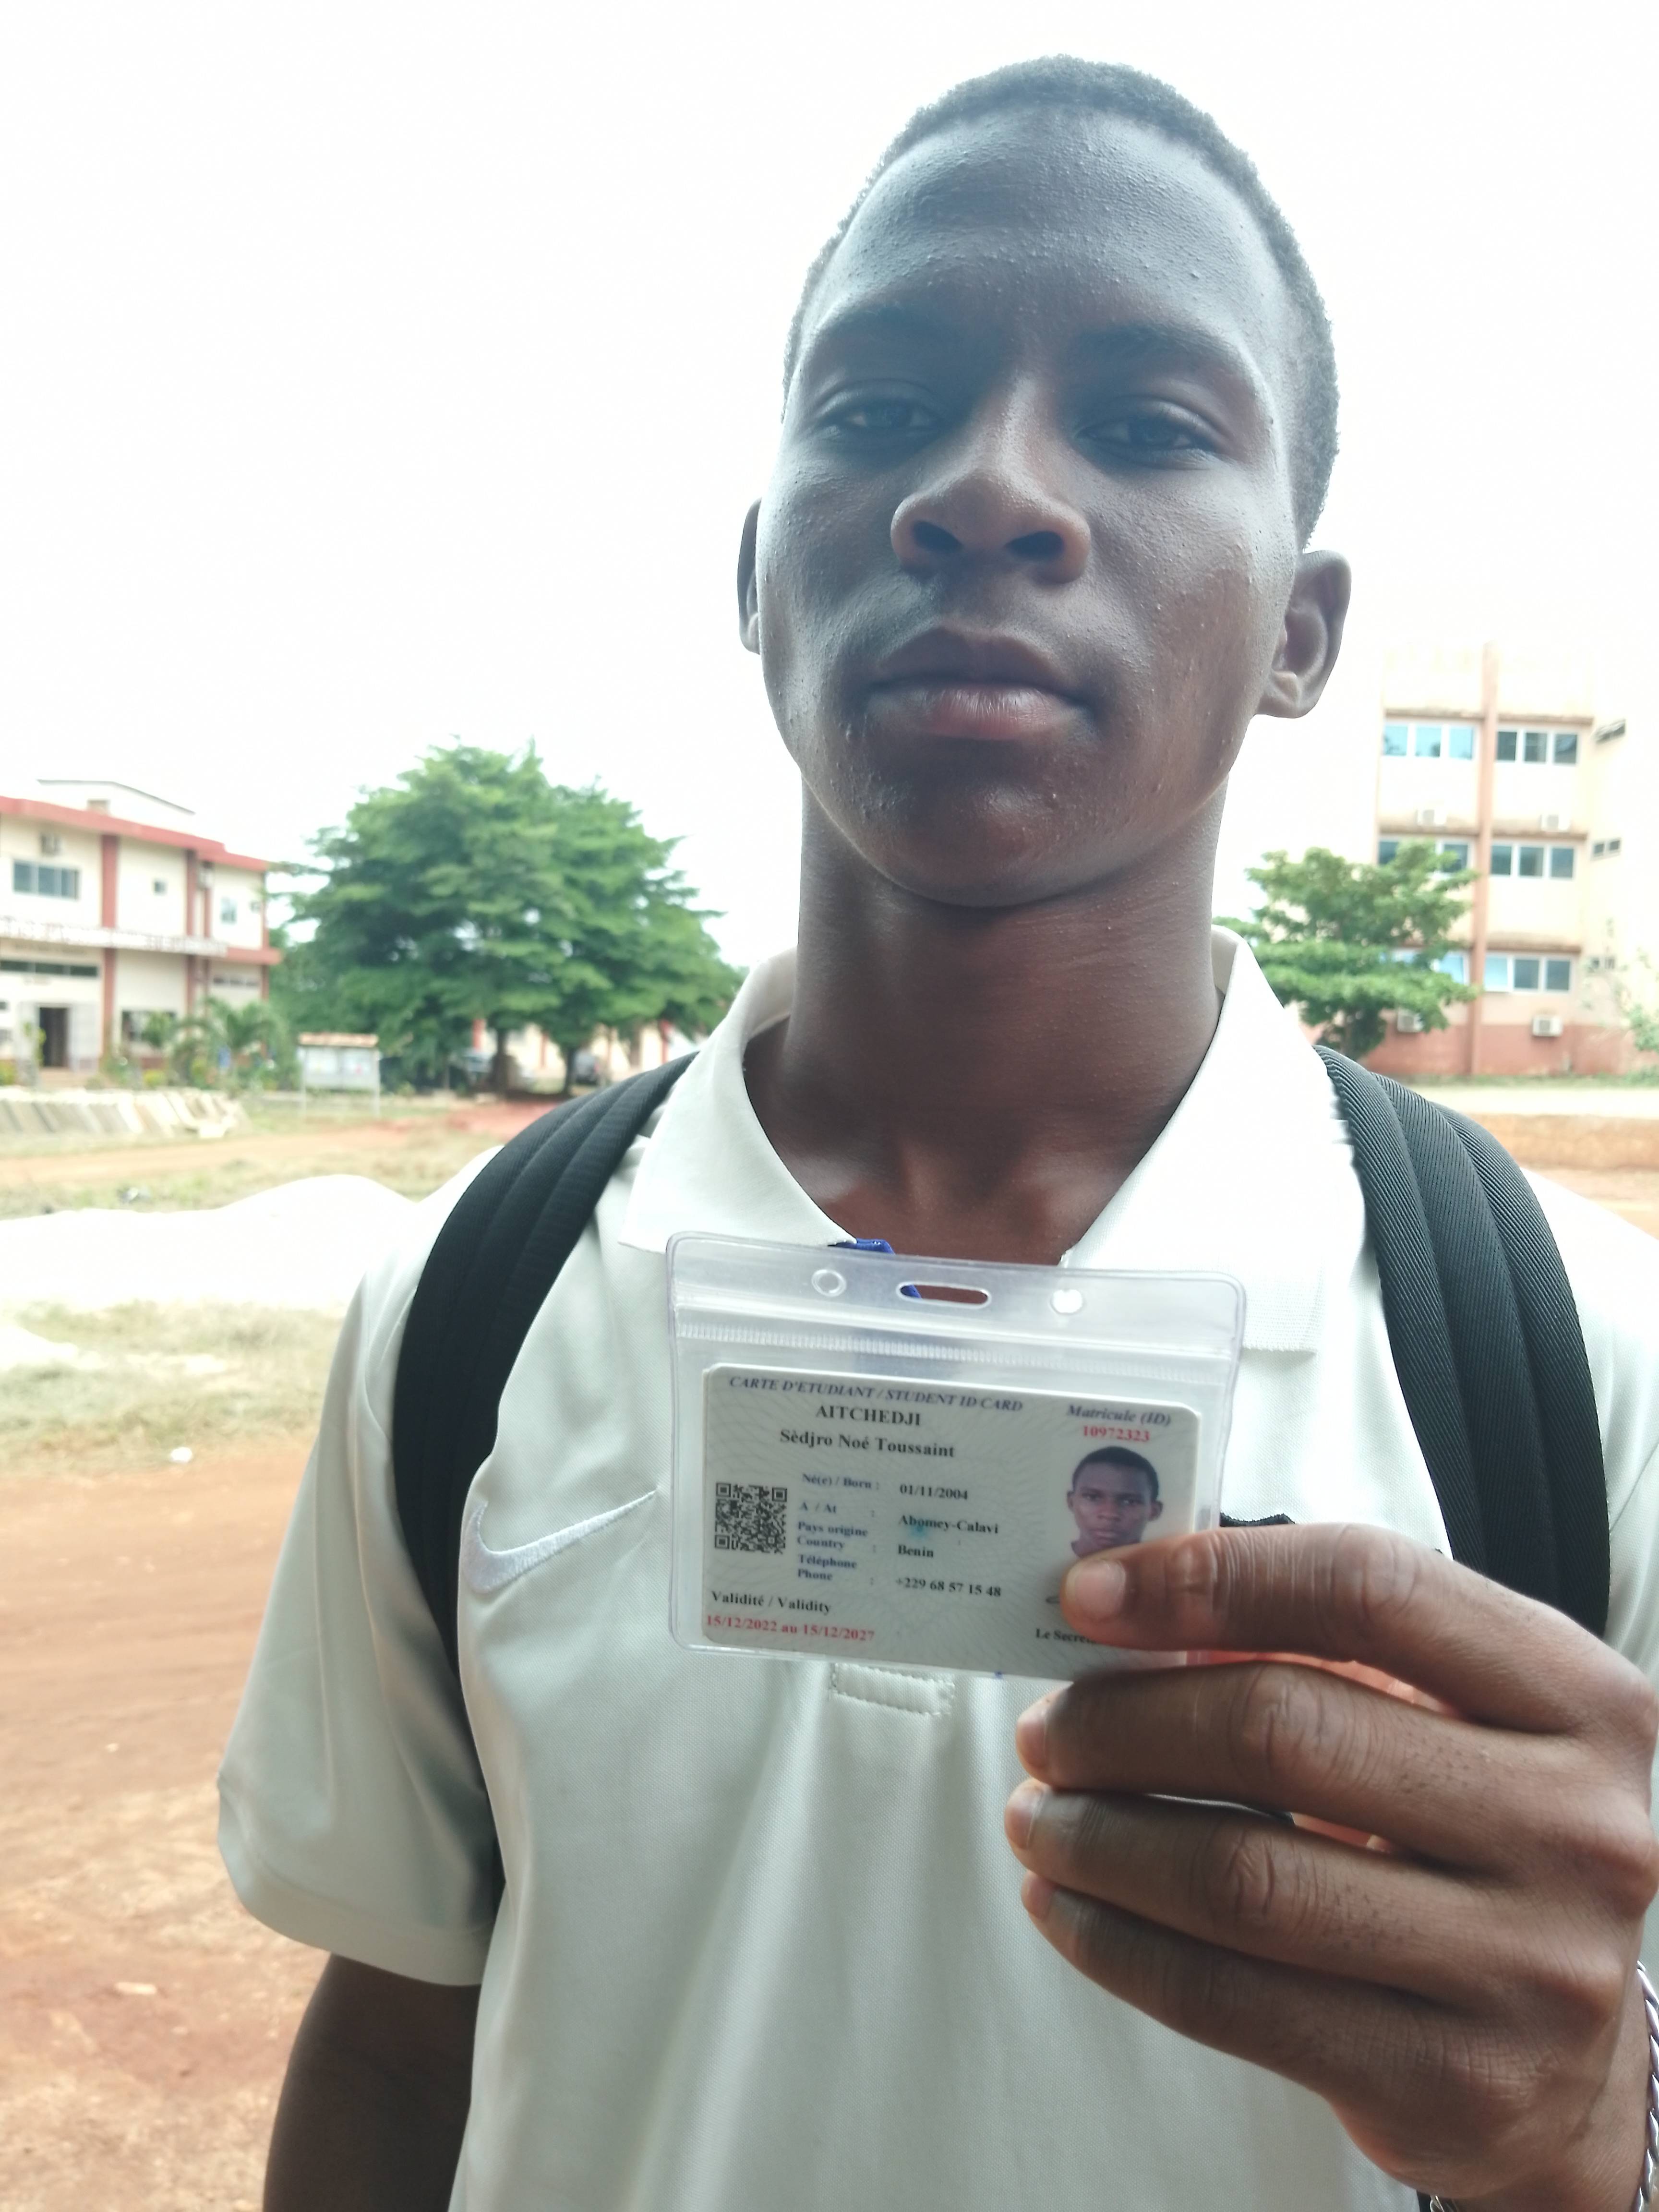 CARTE D'ETUDIANT / STUDENT ID CARD
Matricule (ID)
10972323
AITCHEDJI
Sèdjro Noé Toussaint
Né(e) / Born : 01/11/2004
A / At : Abomey-Calavi
Pays origine
Country : Benin
Téléphone
Phone : +229 68 57 15 48
Validité / Validity
15/12/2022 au 15/12/2027
Le